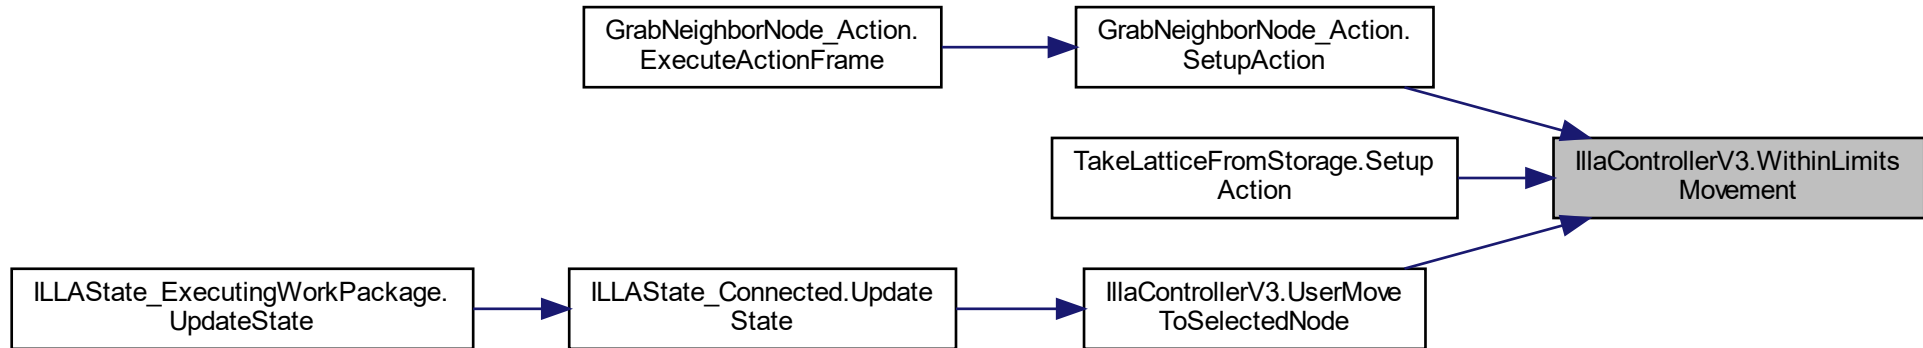 GrabNeighborNode_Action.
ExecuteActionFrame
GrabNeighborNode_Action.
SetupAction
TakeLatticeFromStorage.Setup
Action
IllaControllerV3.WithinLimits
Movement
ILLAState_ExecutingWorkPackage.
UpdateState
ILLAState_Connected.Update
State
IllaControllerV3.UserMove
ToSelectedNode